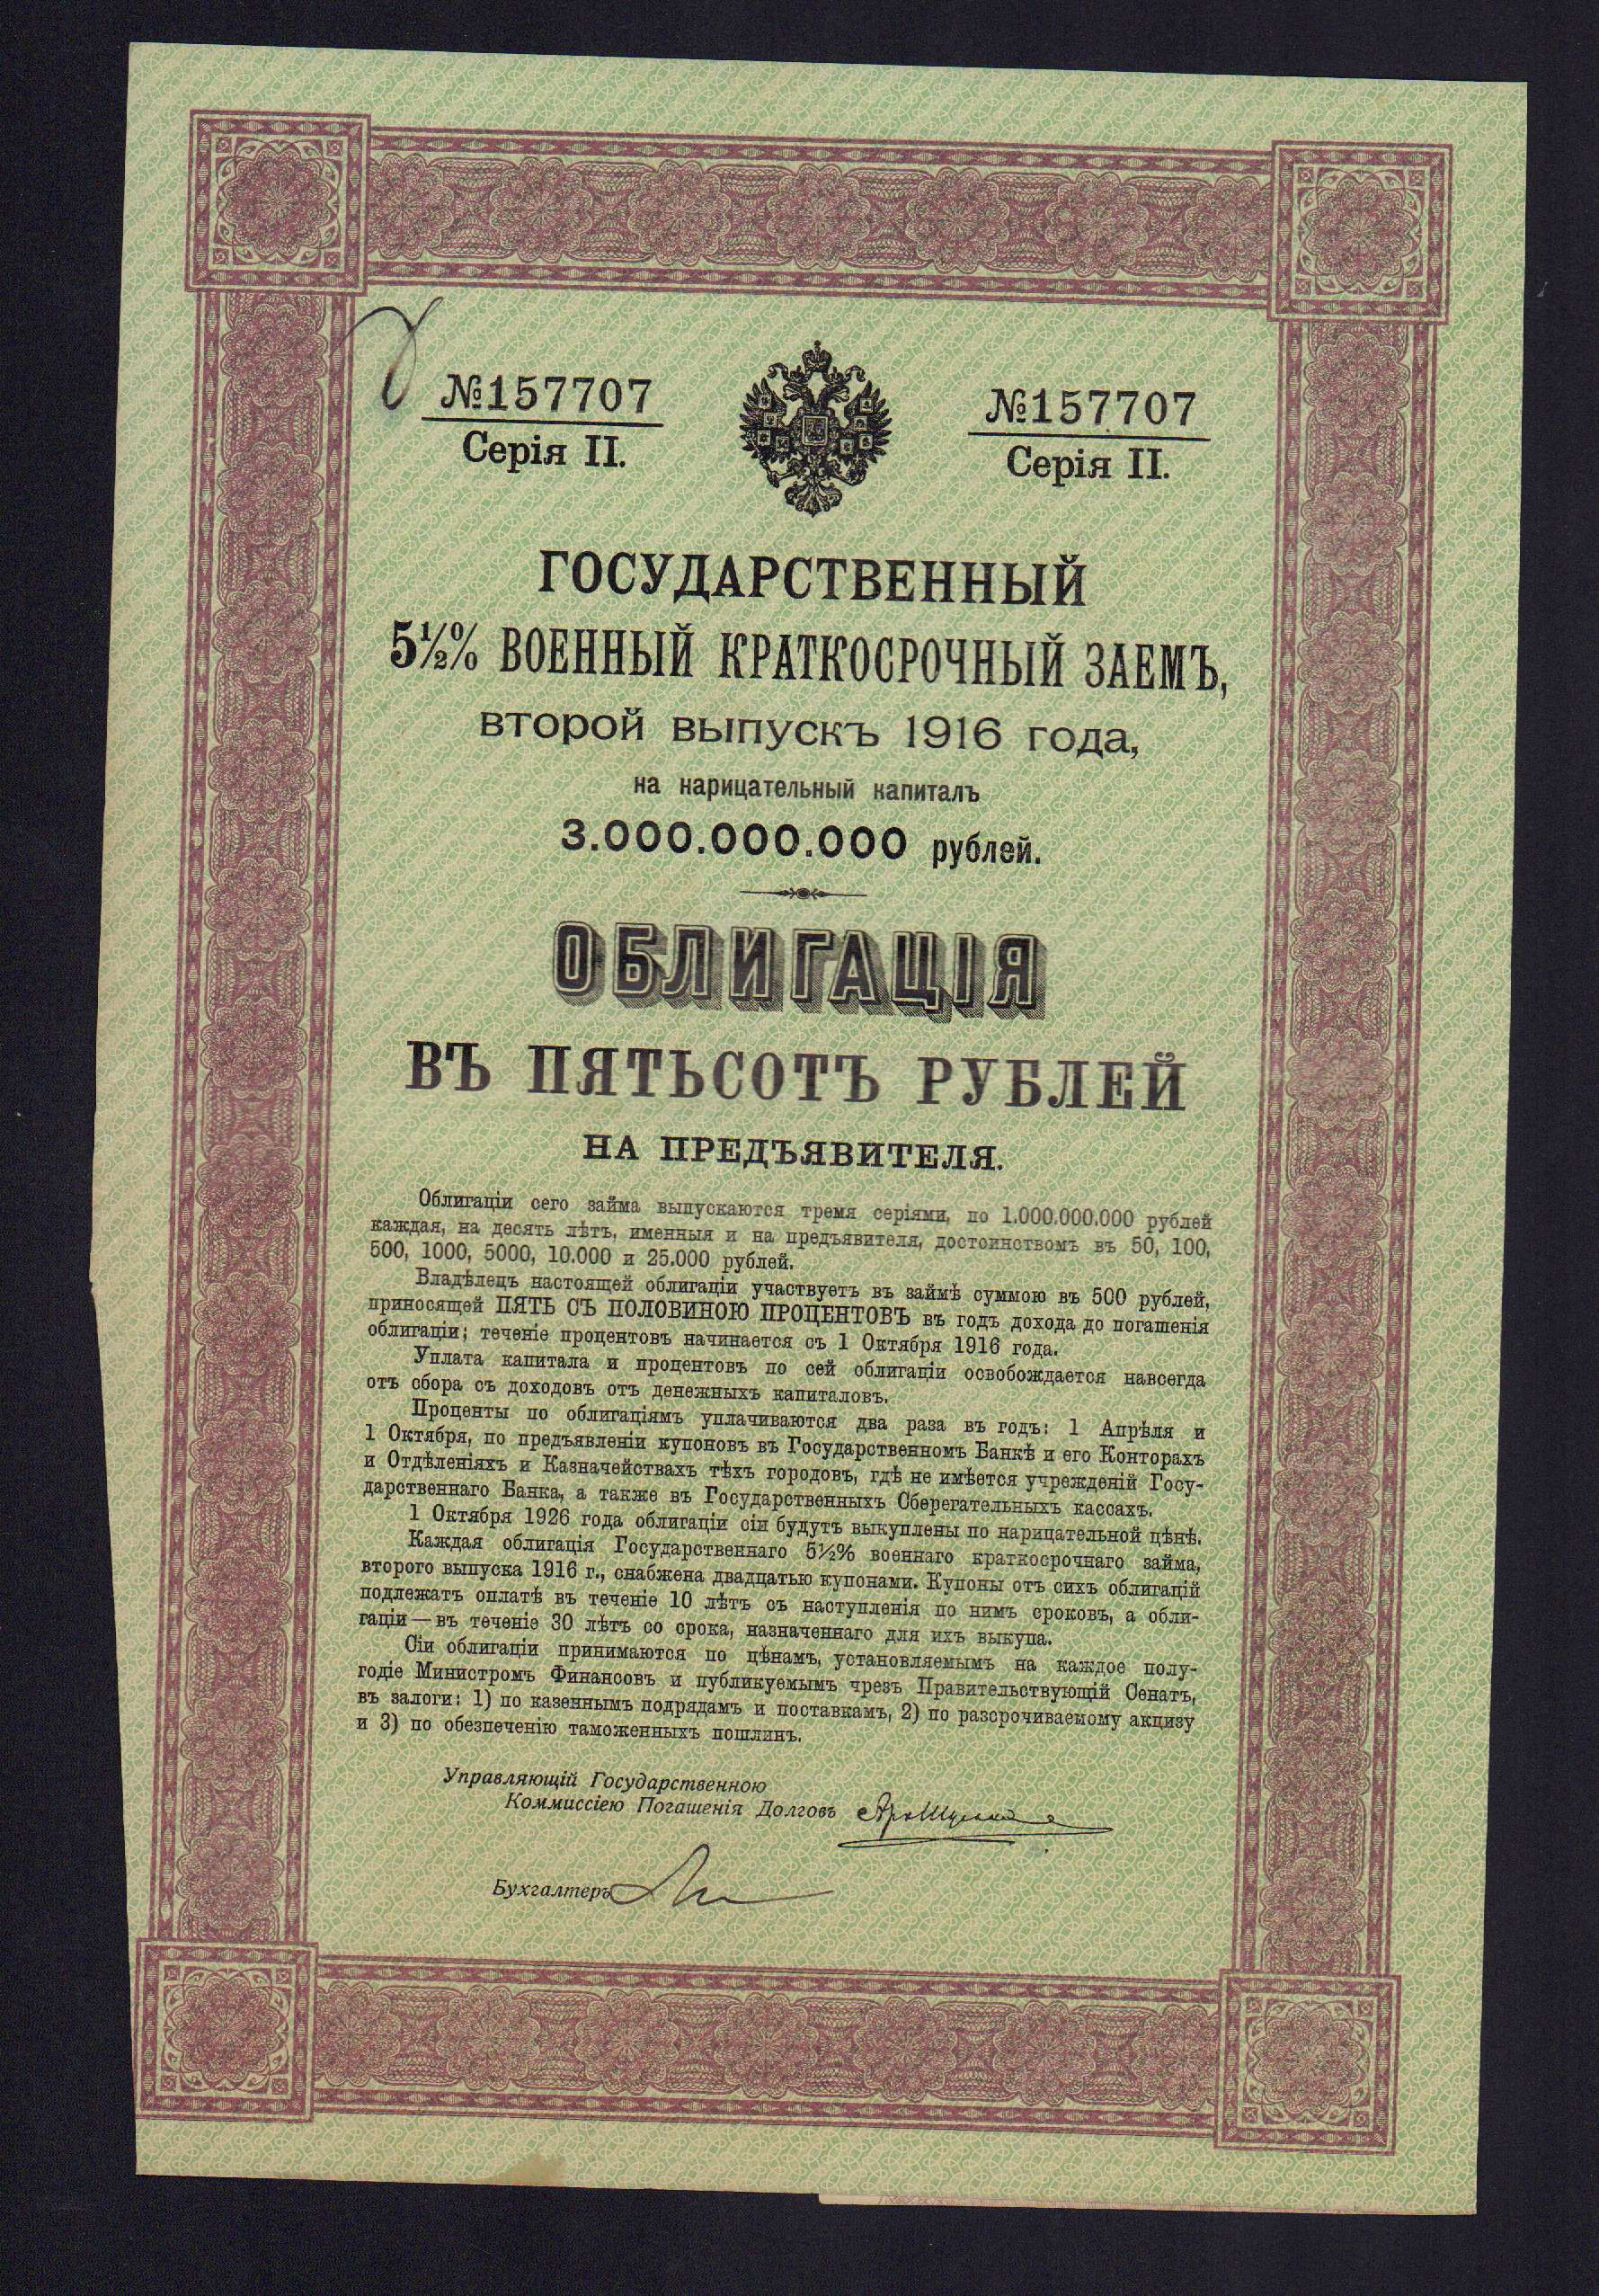 №157707 №157707
Серія II. Серія II.
ГОСУДАРСТВЕННЫЙ
5½% ВОЕННЫЙ КРАТКОСРОЧНЫЙ ЗАЕМЪ,
второй выпускъ 1916 года,
на нарицательный капиталъ
3.000.000.000 рублей.
ОБЛИГАЦІЯ
ВЪ ПЯТЬСОТЪ РУБЛЕЙ
НА ПРЕДЪЯВИТЕЛЯ.
Облигаціи сего займа выпускаются тремя серіями, по 1.000.000.000 рублей
каждая, на десять лѣтъ, именныя и на предъявителя, достоинствомъ въ 50, 100,
500, 1000, 5000, 10.000 и 25.000 рублей.
Владѣлецъ настоящей облигаціи участвуетъ въ займѣ суммою въ 500 рублей,
приносящей ПЯТЬ СЪ ПОЛОВИНОЮ ПРОЦЕНТОВЪ въ годъ дохода до погашенія
облигаціи; теченіе процентовъ начинается съ 1 Октября 1916 года.
Уплата капитала и процентовъ по сей облигаціи освобождается навсегда
отъ сбора съ доходовъ отъ денежныхъ капиталовъ.
Проценты по облигаціямъ уплачиваются два раза въ годъ: 1 Апрѣля и
1 Октября, по предъявленіи купоновъ въ Государственномъ Банкѣ и его Конторахъ
и Отдѣленіяхъ и Казначействахъ тѣхъ городовъ, гдѣ не имѣется учрежденій Госу-
дарственнаго Банка, а также въ Государственныхъ Сберегательныхъ кассахъ.
1 Октября 1926 года облигаціи сіи будутъ выкуплены по нарицательной цѣнѣ.
Каждая облигація Государственнаго 5½% военнаго краткосрочнаго займа,
второго выпуска 1916 г., снабжена двадцатью купонами. Купоны отъ сихъ облигацій
подлежатъ оплатѣ въ теченіе 10 лѣтъ съ наступленія по нимъ сроковъ, а обли-
гаціи — въ теченіе 30 лѣтъ со срока, назначеннаго для ихъ выкупа.
Сіи облигаціи принимаются по цѣнамъ, установляемымъ на каждое полу-
годіе Министромъ Финансовъ и публикуемымъ чрезъ Правительствующій Сенатъ,
въ залоги: 1) по казеннымъ подрядамъ и поставкамъ, 2) по разсрочиваемому акцизу
и 3) по обезпеченію таможенныхъ пошлинъ.
Управляющій Государственною
Коммиссіею Погашенія Долговъ
Бухгалтеръ